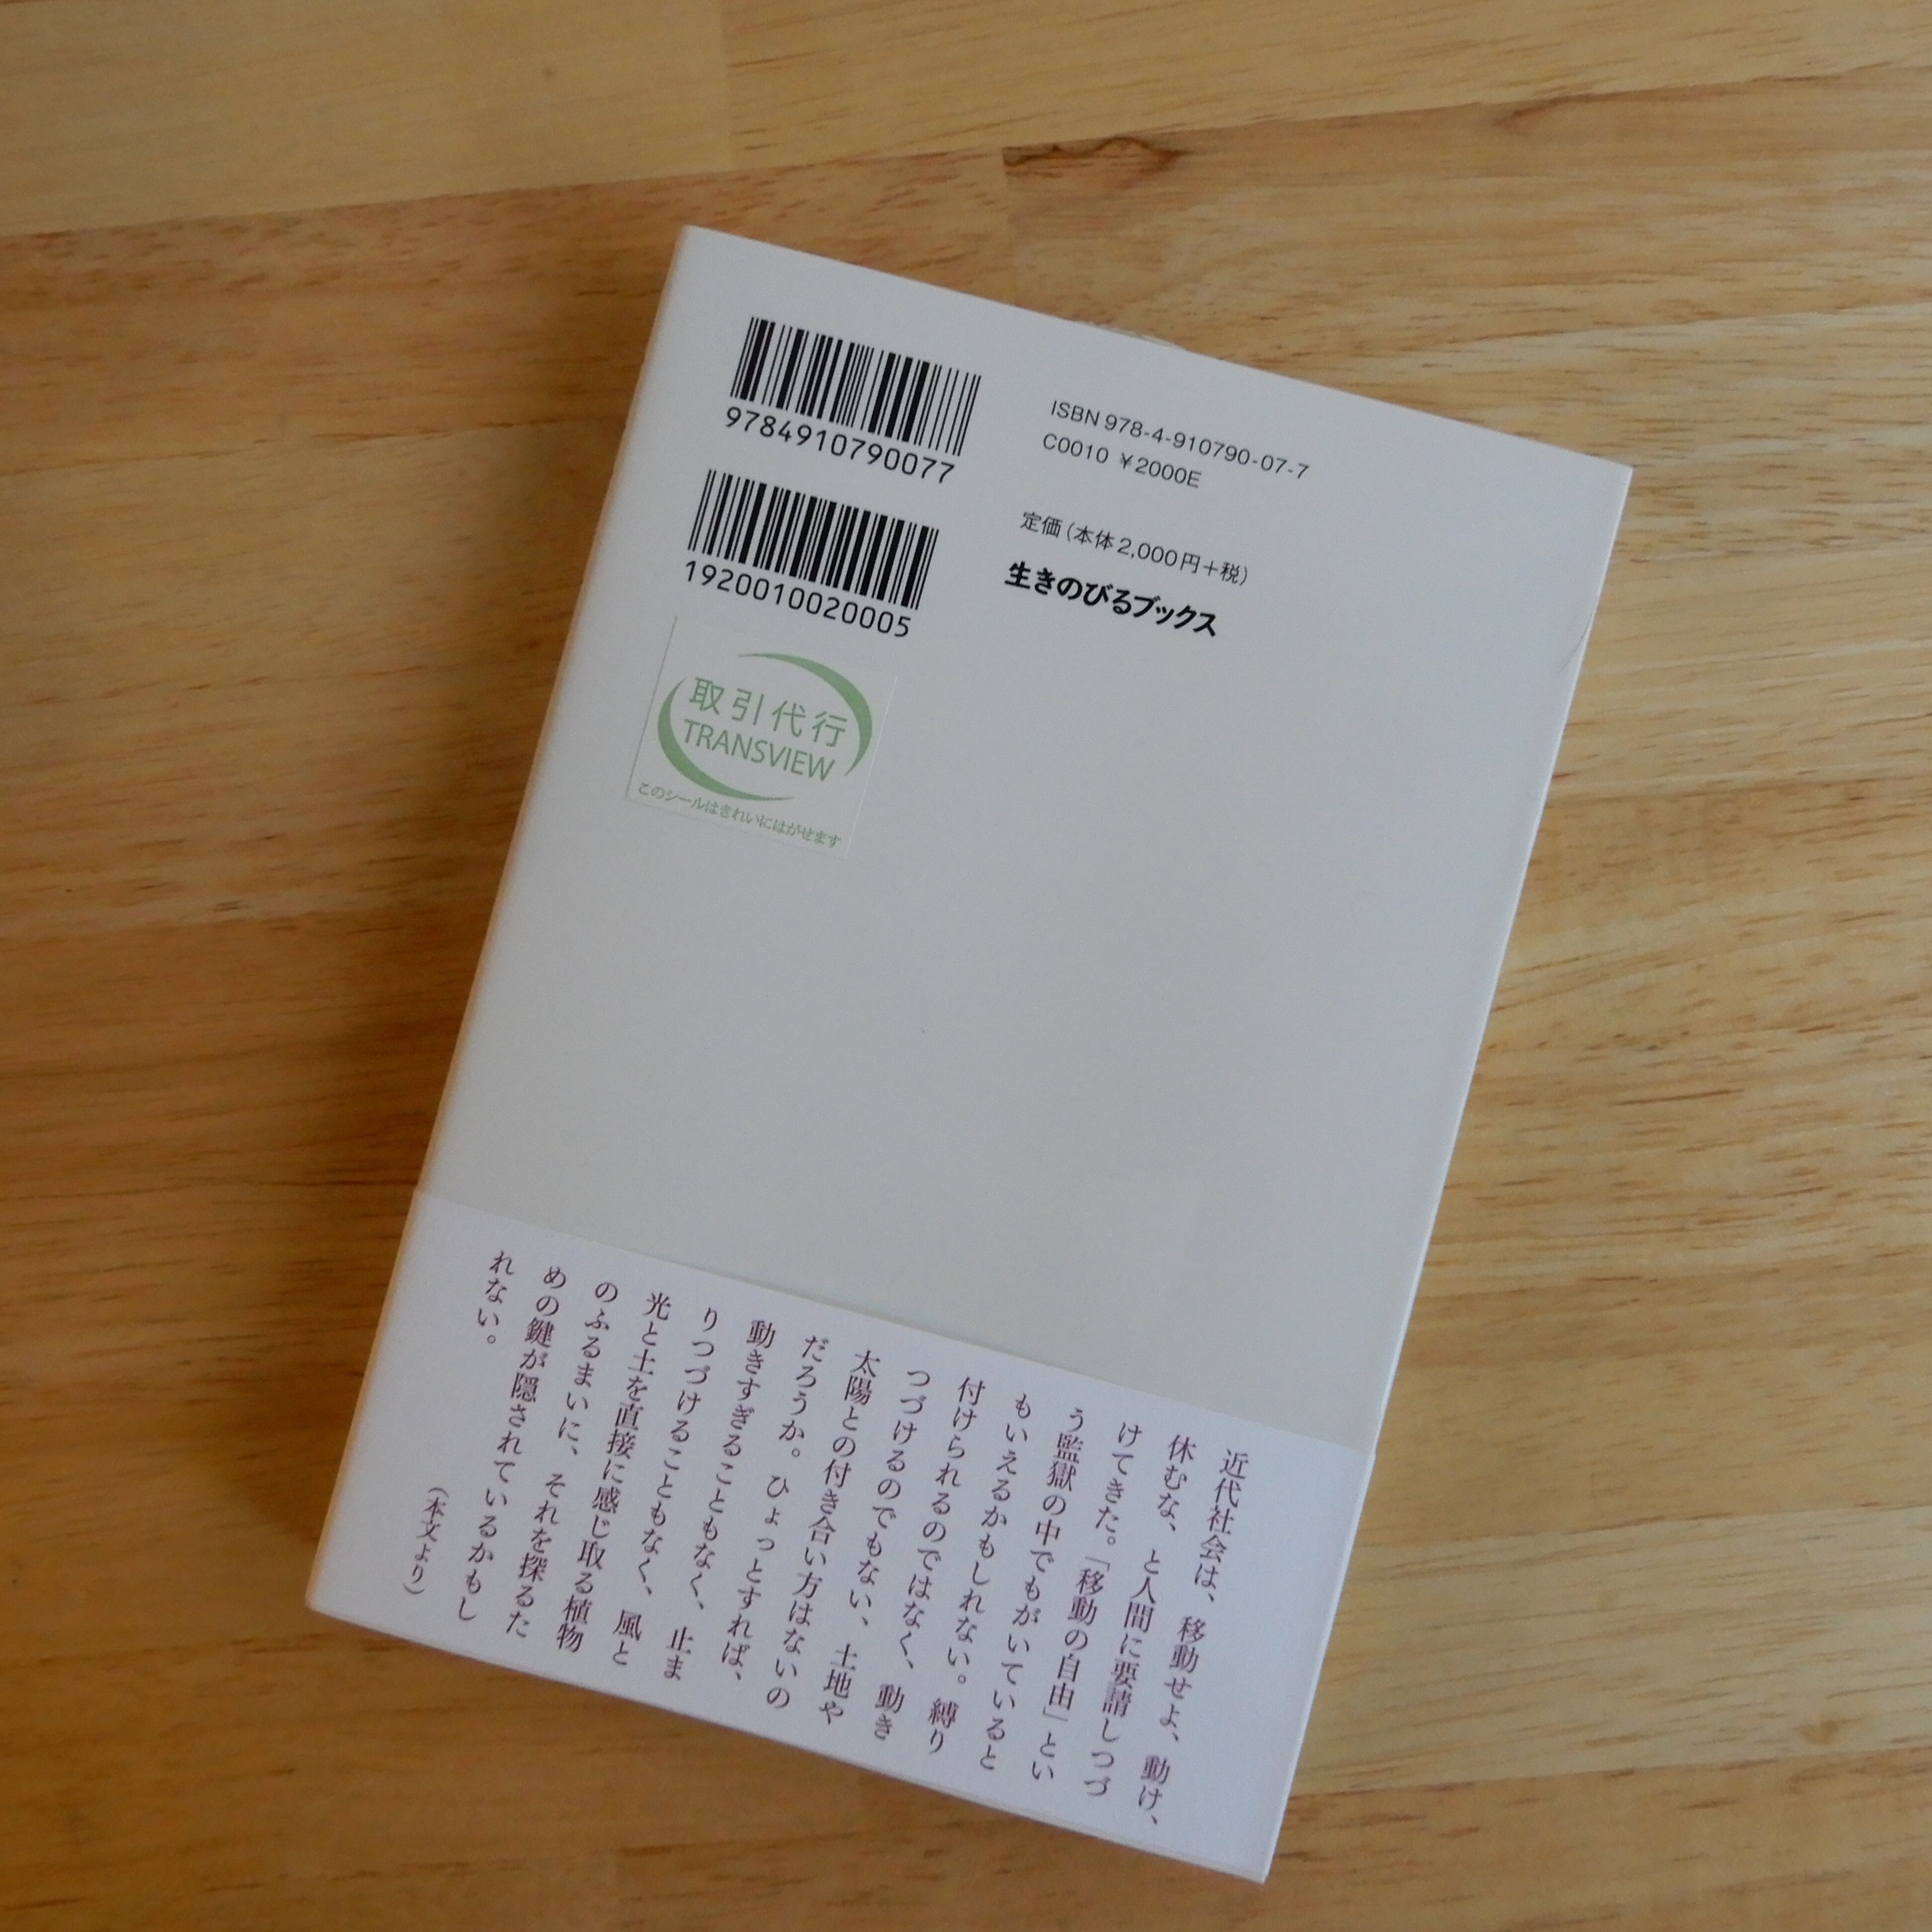 9784910790077
1920010020005
ISBN 978-4-910790-07-7
C0010 ¥2000E
定価（本体2,000円＋税）
生きのびるブックス
取引代行
TRANSVIEW
このシールはきれいにはがせます
近代社会は、移動せよ、動け、
休むな、と人間に要請しつづ
けてきた。「移動の自由」とい
う監獄の中でもがいていると
もいえるかもしれない。縛り
付けられるのではなく、動き
つづけるのでもない、土地や
太陽との付き合い方はないの
だろうか。ひょっとすれば、
動きすぎることもなく、止ま
りつづけることもなく、風と
光と土を直接に感じ取る植物
のふるまいに、それを探るた
めの鍵が隠されているかもし
れない。
（本文より）